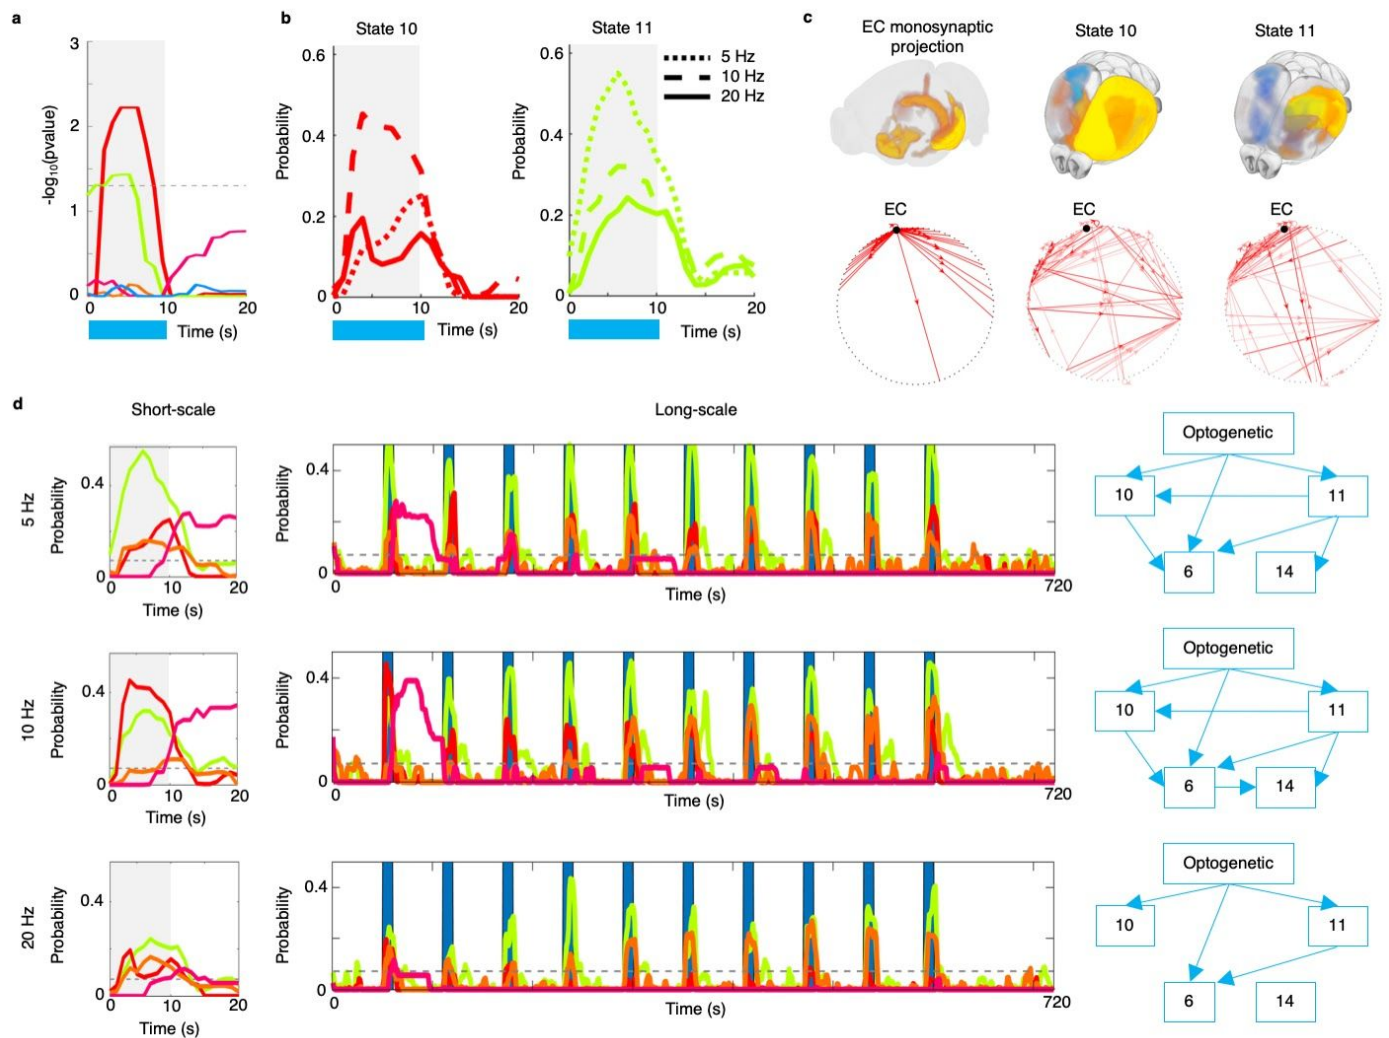 a
3
2
1
0
-log10(pvalue)
0 10 20
Time (s)
b
State 10
0.6
0.4
0.2
0
Probability
0 10 20
Time (s)
State 11
0.6
0.4
0.2
0
Probability
5 Hz
10 Hz
20 Hz
0 10 20
Time (s)
c
EC monosynaptic
projection
State 10
State 11
EC
EC
EC
d
Short-scale
Long-scale
5 Hz
Probability
0.4
0
0 10 20
Time (s)
Probability
0.4
0
0 720
Time (s)
Optogenetic
10 11
6 14
10 Hz
Probability
0.4
0
0 10 20
Time (s)
Probability
0.4
0
0 720
Time (s)
Optogenetic
10 11
6 14
20 Hz
Probability
0.4
0
0 10 20
Time (s)
Probability
0.4
0
0 720
Time (s)
Optogenetic
10 11
6 14